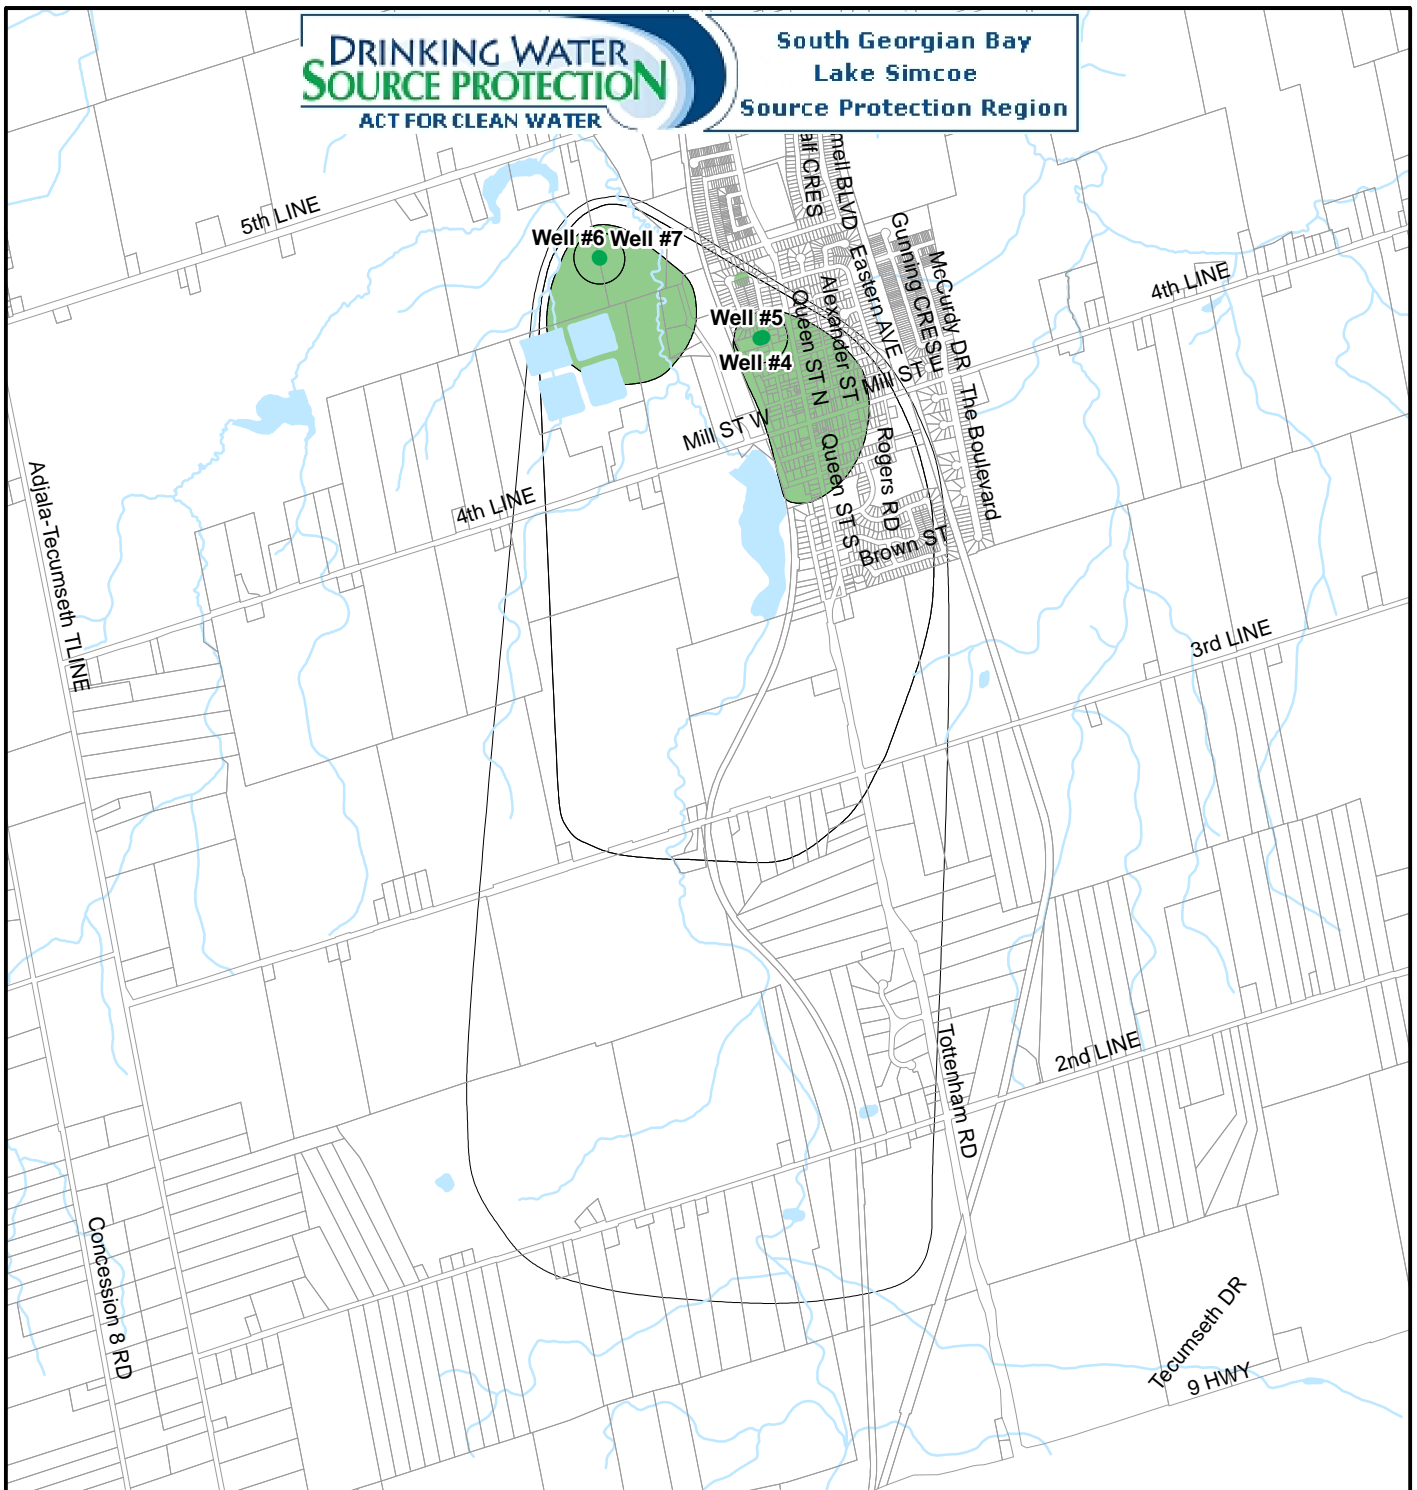 DRINKING WATER
SOURCE PROTECTION
ACT FOR CLEAN WATER
South Georgian Bay
Lake Simcoe
Source Protection Region
5th LINE
Well #6
Well #7
alf CRES
mell BLVD
Gunning CRES
McCurdy DR
Eastern AVE
Alexander ST
Queen ST N
4th LINE
Well #5
Well #4
Mill ST
The Boulevard
Mill ST W
Rogers RD
Queen ST S
Brown ST
4th LINE
Adjala-Tecumseth TLINE
3rd LINE
2nd LINE
Tottenham RD
Concession 8 RD
Tecumseth DR
9 HWY